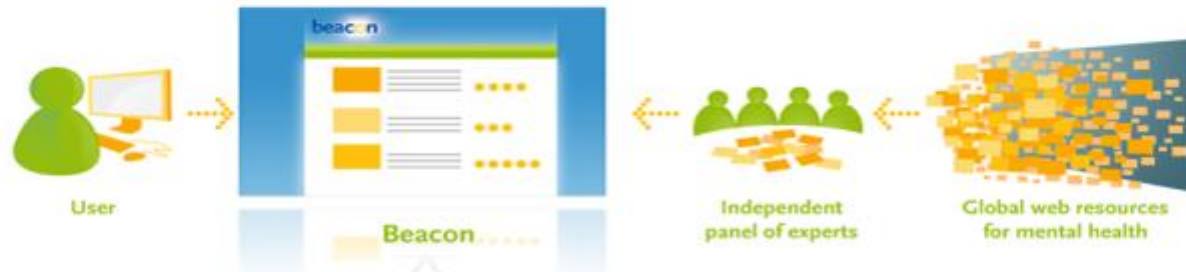 beacon
User
Beacon
Independent
panel of experts
Global web resources
for mental health